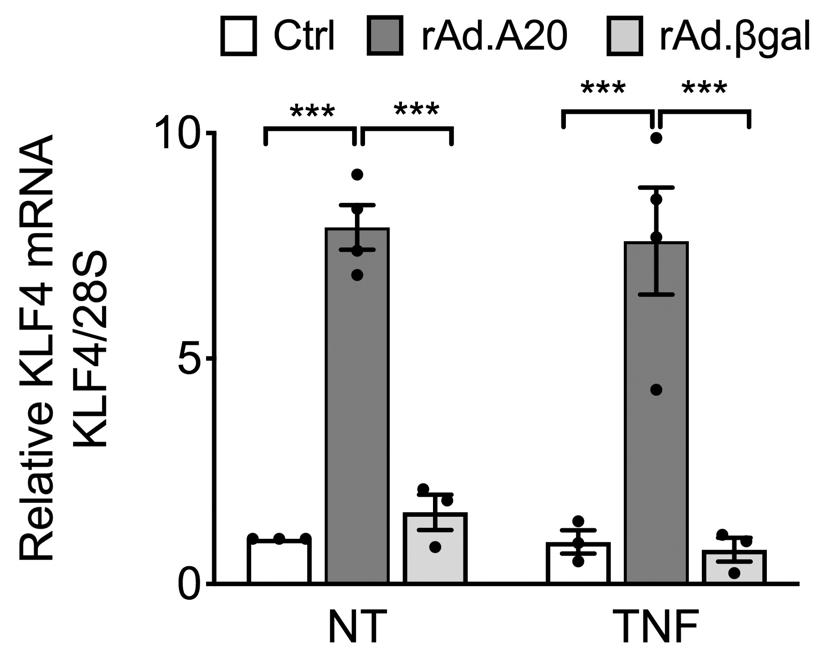 Ctrl rAd.A20 rAd.βgal
*** *** *** ***
10
5
0
Relative KLF4 mRNA
KLF4/28S
NT TNF